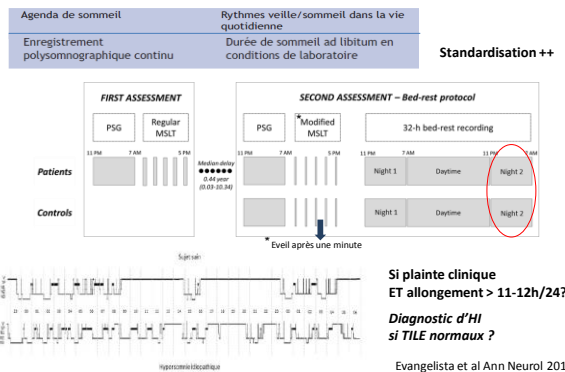 Agenda de sommeil
Rythmes veille/sommeil dans la vie quotidienne
Enregistrement polysomnographique continu
Durée de sommeil ad libitum en conditions de laboratoire
Standardisation ++
FIRST ASSESSMENT
SECOND ASSESSMENT – Bed-rest protocol
PSG
Regular MSLT
PSG
*Modified MSLT
32-h bed-rest recording
11 PM 7 AM 5 PM
11 PM 7 AM 5 PM
11 PM 7 AM 11 PM 7 AM
Patients
Median delay
0.44 year
(0.03-10.34)
Night 1 Daytime Night 2
Controls
Night 1 Daytime Night 2
* Eveil après une minute
Sujet sain
Hypersomnie idiopathique
Si plainte clinique
ET allongement > 11-12h/24?
Diagnostic d’HI
si TILE normaux ?
Evangelista et al Ann Neurol 201